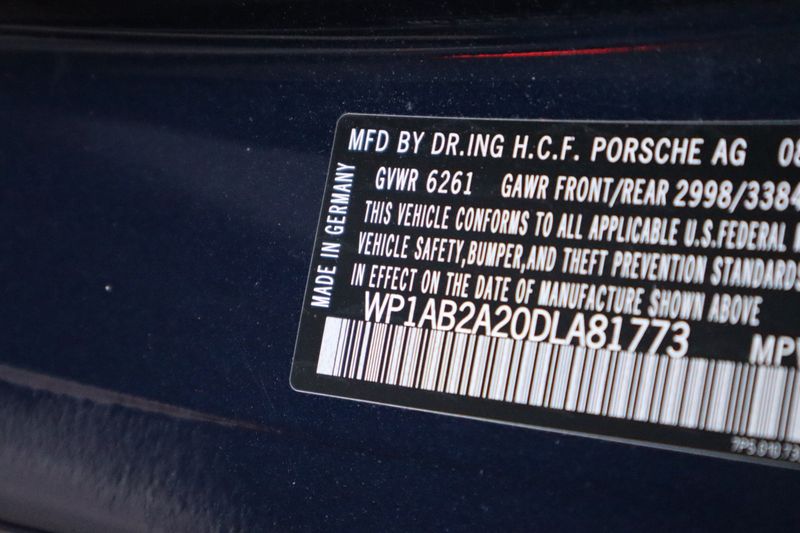 MFD BY DR.ING H.C.F. PORSCHE AG 08
GVWR 6261 GAWR FRONT/REAR 2998/3384
THIS VEHICLE CONFORMS TO ALL APPLICABLE U.S.FEDERAL
VEHICLE SAFETY,BUMPER,AND THEFT PREVENTION STANDARDS
IN EFFECT ON THE DATE OF MANUFACTURE SHOWN ABOVE
WP1AB2A20DLA81773 MPV
MADE IN GERMANY